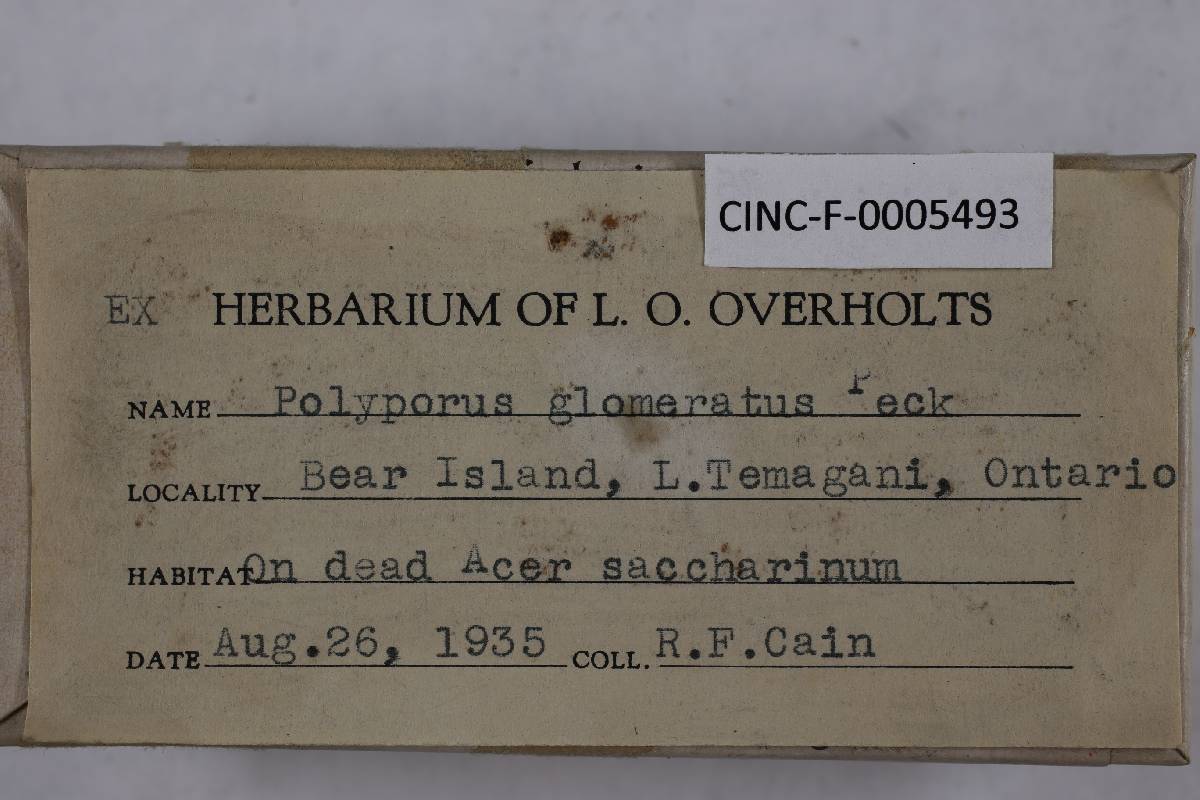 CINC-F-0005493
EX HERBARIUM OF L. O. OVERHOLTS
NAME Polyporus glomeratus Peck
LOCALITY Bear Island, L.Temagani, Ontario
HABITAT On dead Acer saccharinum
DATE Aug.26, 1935 COLL. R.F.Cain